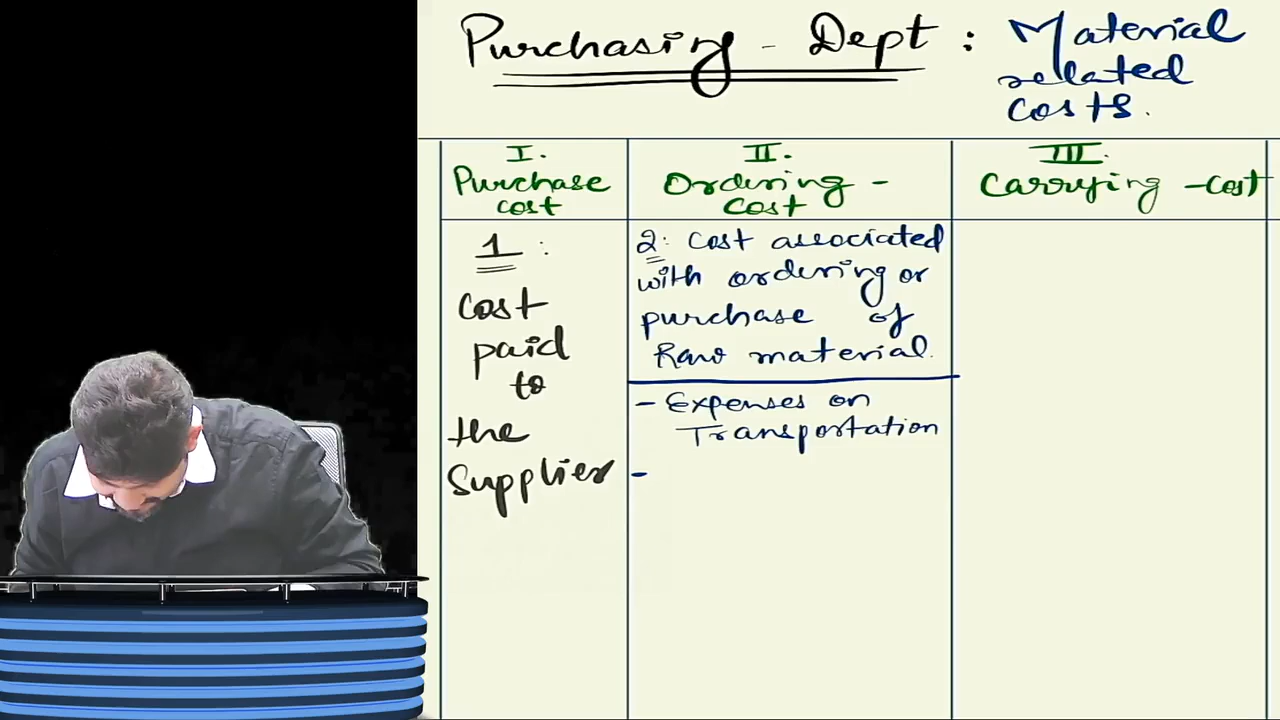 Purchasing - Dept : Material
related
costs.
I.
Purchase
cost
II.
Ordering -
Cost
III.
Carrying - cost
1 :
Cost
paid
to
the
Supplier
2: Cost associated
with ordering or
purchase of
Raw material.
- Expenses on
Transportation
-